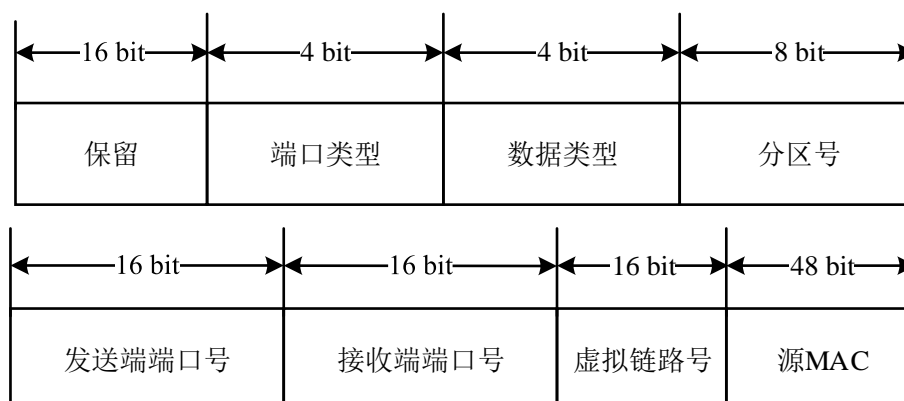 16 bit 4 bit 4 bit 8 bit
保留 端口类型 数据类型 分区号
16 bit 16 bit 16 bit 48 bit
发送端端口号 接收端端口号 虚拟链路号 源MAC